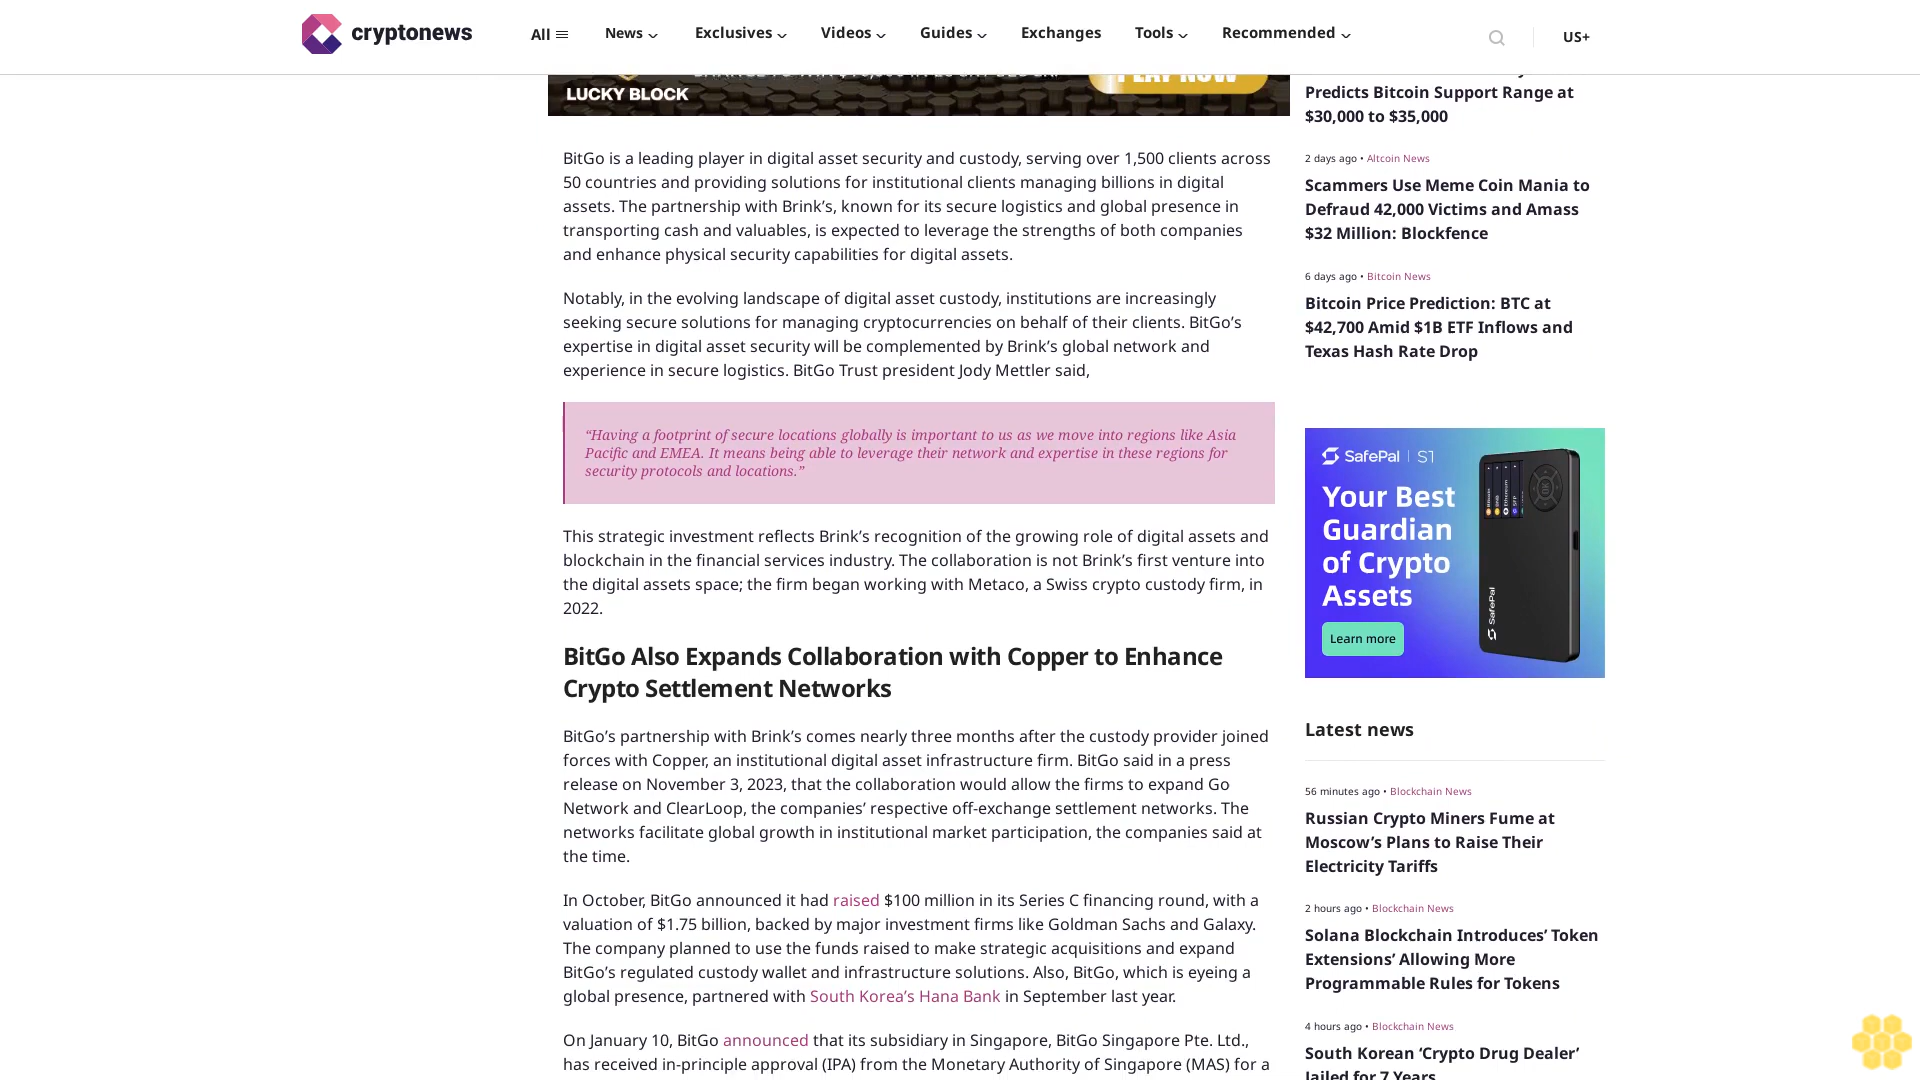 cryptonews
All
News
Exclusives
Videos
Guides
Exchanges
Tools
Recommended
US+
LUCKY BLOCK
PLAY NOW
BitGo is a leading player in digital asset security and custody, serving over 1,500 clients across
50 countries and providing solutions for institutional clients managing billions in digital
assets. The partnership with Brink’s, known for its secure logistics and global presence in
transporting cash and valuables, is expected to leverage the strengths of both companies
and enhance physical security capabilities for digital assets.
Notably, in the evolving landscape of digital asset custody, institutions are increasingly
seeking secure solutions for managing cryptocurrencies on behalf of their clients. BitGo’s
expertise in digital asset security will be complemented by Brink’s global network and
experience in secure logistics. BitGo Trust president Jody Mettler said,
“Having a footprint of secure locations globally is important to us as we move into regions like Asia
Pacific and EMEA. It means being able to leverage their network and expertise in these regions for
security protocols and locations.”
This strategic investment reflects Brink’s recognition of the growing role of digital assets and
blockchain in the financial services industry. The collaboration is not Brink’s first venture into
the digital assets space; the firm began working with Metaco, a Swiss crypto custody firm, in
2022.
BitGo Also Expands Collaboration with Copper to Enhance
Crypto Settlement Networks
BitGo’s partnership with Brink’s comes nearly three months after the custody provider joined
forces with Copper, an institutional digital asset infrastructure firm. BitGo said in a press
release on November 3, 2023, that the collaboration would allow the firms to expand Go
Network and ClearLoop, the companies’ respective off-exchange settlement networks. The
networks facilitate global growth in institutional market participation, the companies said at
the time.
In October, BitGo announced it had raised $100 million in its Series C financing round, with a
valuation of $1.75 billion, backed by major investment firms like Goldman Sachs and Galaxy.
The company planned to use the funds raised to make strategic acquisitions and expand
BitGo’s regulated custody wallet and infrastructure solutions. Also, BitGo, which is eyeing a
global presence, partnered with South Korea’s Hana Bank in September last year.
On January 10, BitGo announced that its subsidiary in Singapore, BitGo Singapore Pte. Ltd.,
has received in-principle approval (IPA) from the Monetary Authority of Singapore (MAS) for a
Predicts Bitcoin Support Range at
$30,000 to $35,000
2 days ago • Altcoin News
Scammers Use Meme Coin Mania to
Defraud 42,000 Victims and Amass
$32 Million: Blockfence
6 days ago • Bitcoin News
Bitcoin Price Prediction: BTC at
$42,700 Amid $1B ETF Inflows and
Texas Hash Rate Drop
SafePal | S1
Your Best
Guardian
of Crypto
Assets
Learn more
SafePal
Latest news
56 minutes ago • Blockchain News
Russian Crypto Miners Fume at
Moscow’s Plans to Raise Their
Electricity Tariffs
2 hours ago • Blockchain News
Solana Blockchain Introduces’ Token
Extensions’ Allowing More
Programmable Rules for Tokens
4 hours ago • Blockchain News
South Korean ‘Crypto Drug Dealer’
Jailed for 7 Years